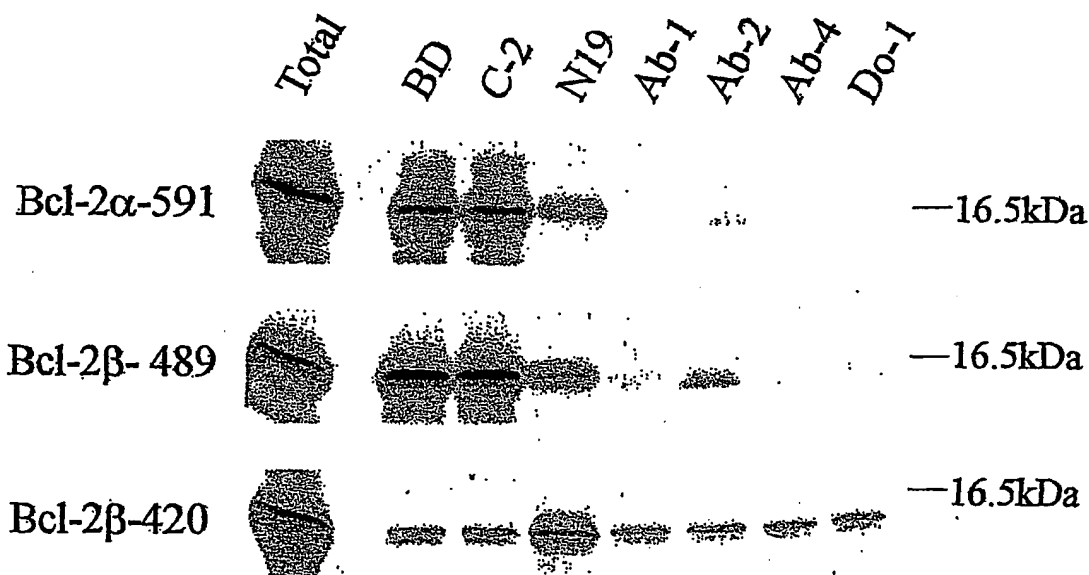 Total BD C-2 N19 Ab-1 Ab-2 Ab-4 Do-1
Bcl-2α-591 —16.5kDa
Bcl-2β- 489 —16.5kDa
Bcl-2β-420 —16.5kDa